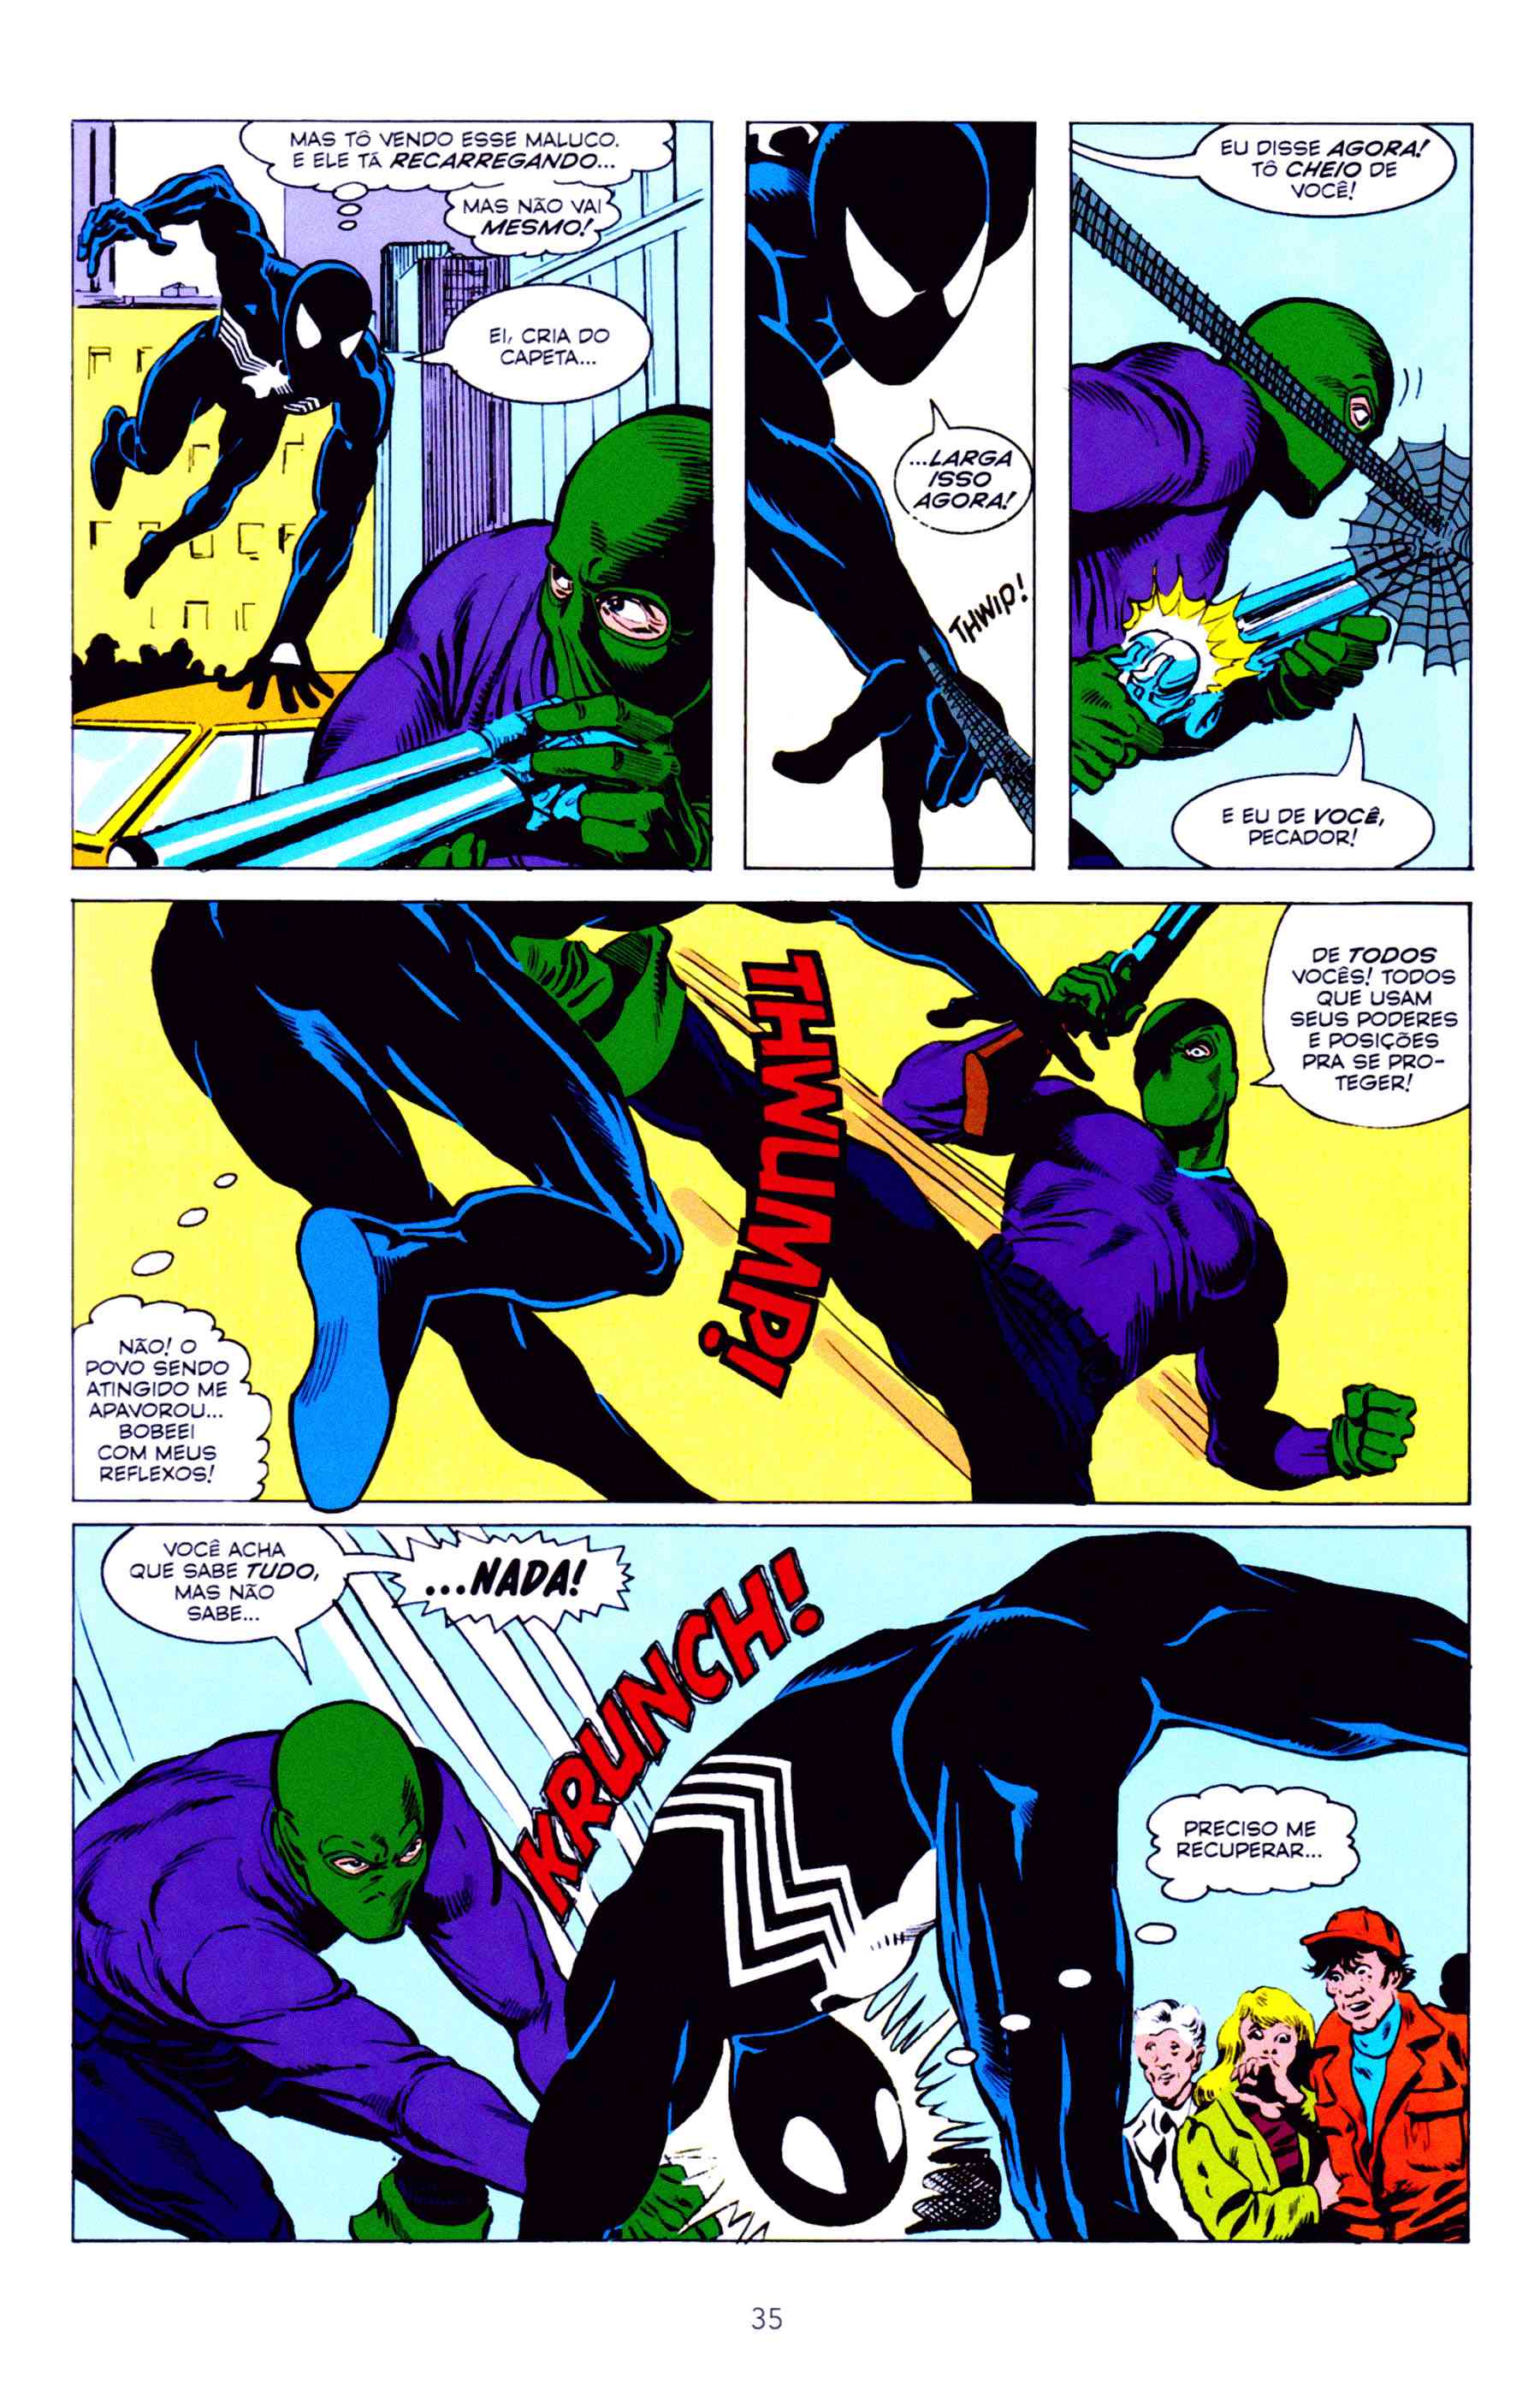 MAS TÔ VENDO ESSE MALUCO.
E ELE TÁ RECARREGANDO...
MAS NÃO VAI
MESMO!
EI, CRIA DO
CAPETA...
...LARGA
ISSO
AGORA!
THWIP!
EU DISSE AGORA!
TÔ CHEIO DE
VOCÊ!
E EU DE VOCÊ,
PECADOR!
DE TODOS
VOCÊS! TODOS
QUE USAM
SEUS PODERES
E POSIÇÕES
PRA SE PRO-
TEGER!
THWUMP!
NÃO! O
POVO SENDO
ATINGIDO ME
APAVOROU...
BOBEEI
COM MEUS
REFLEXOS!
VOCÊ ACHA
QUE SABE TUDO,
MAS NÃO
SABE...
...NADA!
KRUNCH!
PRECISO ME
RECUPERAR...
35